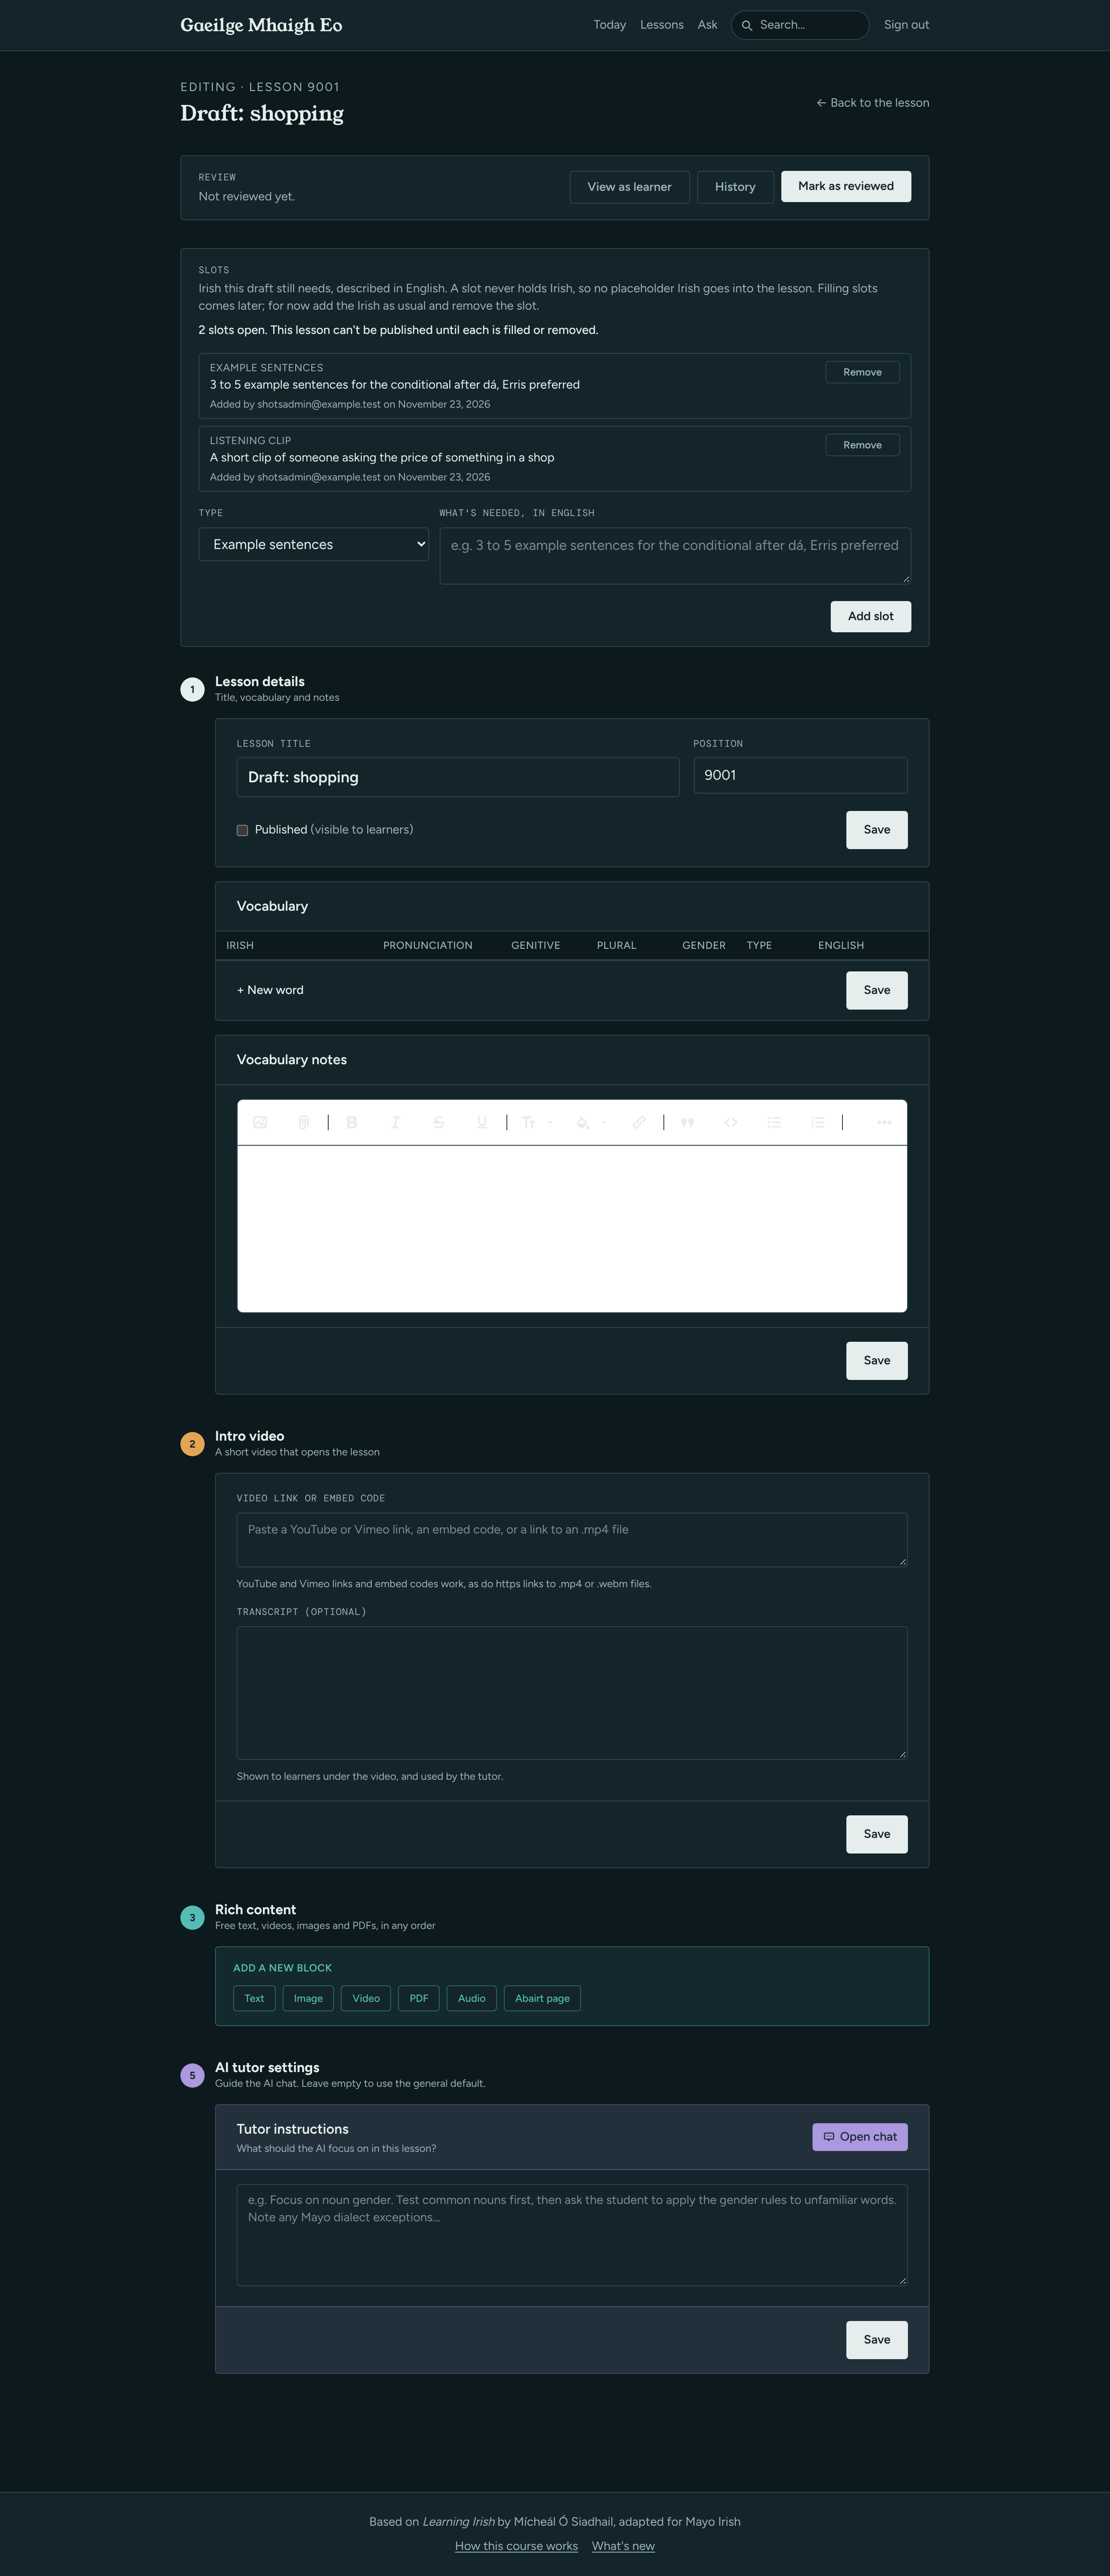 Gaeilge Mhaigh Eo
Today
Lessons
Ask
Search…
Sign out
EDITING · LESSON 9001
Draft: shopping
← Back to the lesson
REVIEW
Not reviewed yet.
View as learner
History
Mark as reviewed
SLOTS
Irish this draft still needs, described in English. A slot never holds Irish, so no placeholder Irish goes into the lesson. Filling slots
comes later; for now add the Irish as usual and remove the slot.
2 slots open. This lesson can't be published until each is filled or removed.
EXAMPLE SENTENCES
3 to 5 example sentences for the conditional after dá, Erris preferred
Added by shotsadmin@example.test on November 23, 2026
Remove
LISTENING CLIP
A short clip of someone asking the price of something in a shop
Added by shotsadmin@example.test on November 23, 2026
Remove
TYPE
Example sentences
WHAT'S NEEDED, IN ENGLISH
e.g. 3 to 5 example sentences for the conditional after dá, Erris preferred
Add slot
1
Lesson details
Title, vocabulary and notes
LESSON TITLE
Draft: shopping
POSITION
9001
Published (visible to learners)
Save
Vocabulary
IRISH PRONUNCIATION GENITIVE PLURAL GENDER TYPE ENGLISH
+ New word
Save
Vocabulary notes
Save
2
Intro video
A short video that opens the lesson
VIDEO LINK OR EMBED CODE
Paste a YouTube or Vimeo link, an embed code, or a link to an .mp4 file
YouTube and Vimeo links and embed codes work, as do https links to .mp4 or .webm files.
TRANSCRIPT (OPTIONAL)
Shown to learners under the video, and used by the tutor.
Save
3
Rich content
Free text, videos, images and PDFs, in any order
ADD A NEW BLOCK
Text
Image
Video
PDF
Audio
Abairt page
5
AI tutor settings
Guide the AI chat. Leave empty to use the general default.
Tutor instructions
What should the AI focus on in this lesson?
Open chat
e.g. Focus on noun gender. Test common nouns first, then ask the student to apply the gender rules to unfamiliar words.
Note any Mayo dialect exceptions…
Save
Based on Learning Irish by Mícheál Ó Siadhail, adapted for Mayo Irish
How this course works
What's new